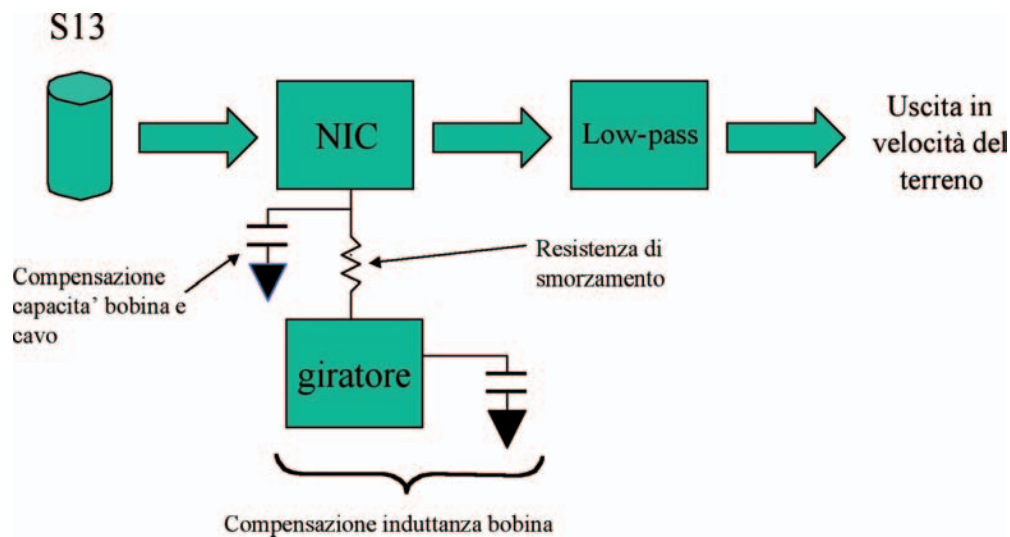 S13
NIC
Low-pass
Uscita in
velocità del
terreno
Compensazione
capacita' bobina e
cavo
Resistenza di
smorzamento
giratore
Compensazione induttanza bobina